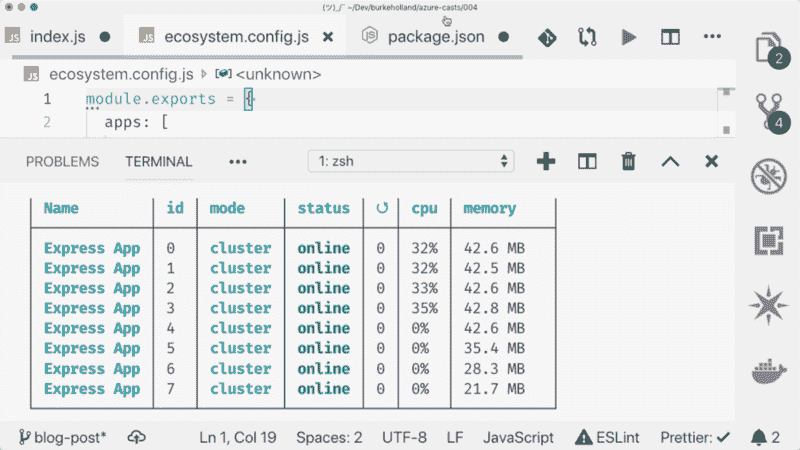 ~/Dev/burkeholland/azure-casts/004
JS index.js JS ecosystem.config.js package.json
JS ecosystem.config.js <unknown>
1 module.exports = {
2 apps: [
PROBLEMS TERMINAL 1: zsh
Name id mode status ↺ cpu memory
Express App 0 cluster online 0 32% 42.6 MB
Express App 1 cluster online 0 32% 42.5 MB
Express App 2 cluster online 0 33% 42.6 MB
Express App 3 cluster online 0 35% 42.8 MB
Express App 4 cluster online 0 0% 42.6 MB
Express App 5 cluster online 0 0% 35.4 MB
Express App 6 cluster online 0 0% 28.3 MB
Express App 7 cluster online 0 0% 21.7 MB
2
4
blog-post* Ln 1, Col 19 Spaces: 2 UTF-8 LF JavaScript ESLint Prettier: ✓ 2